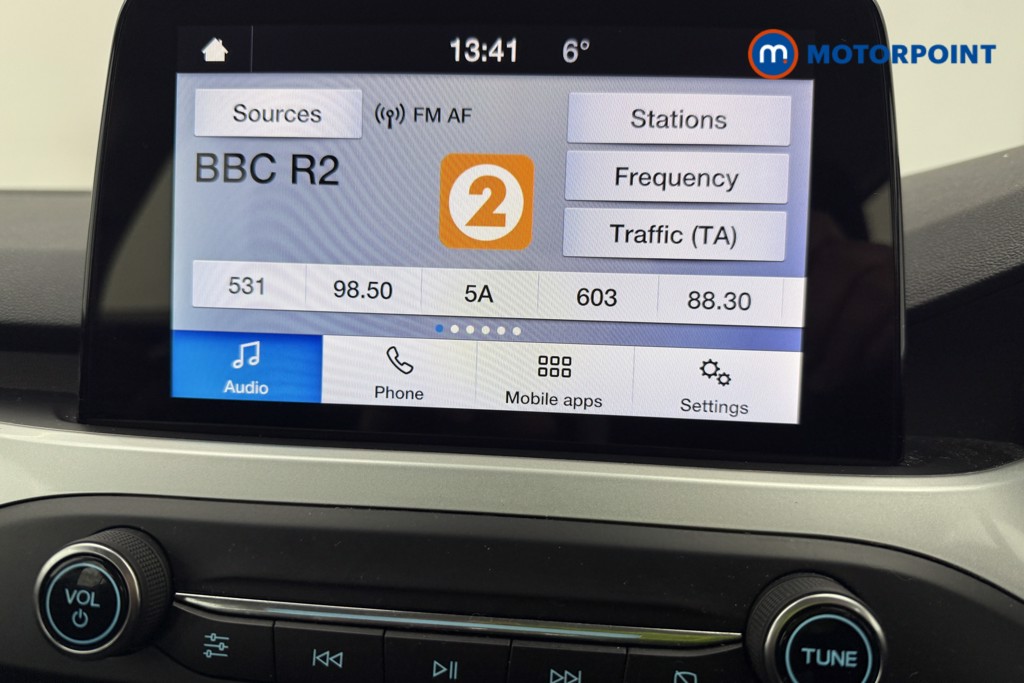 13:41 6°
m MOTORPOINT
Sources FM AF
Stations
BBC R2
2
Frequency
Traffic (TA)
531 98.50 5A 603 88.30
Audio Phone Mobile apps Settings
VOL
TUNE